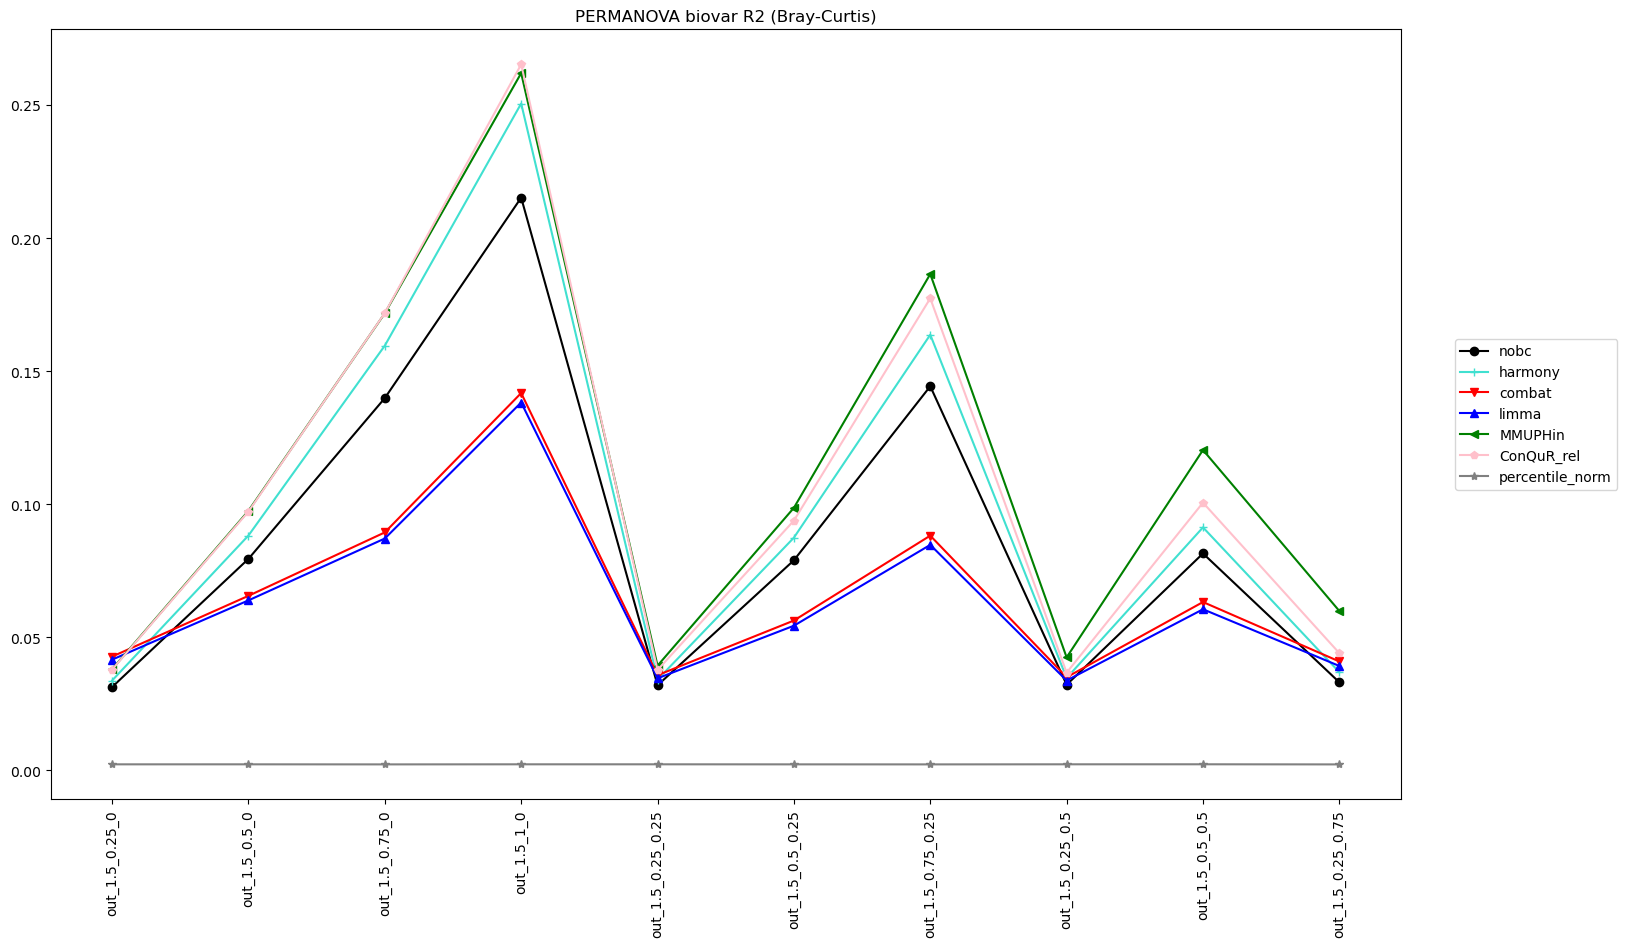 PERMANOVA biovar R2 (Bray-Curtis)
0.25
0.20
0.15
0.10
0.05
0.00
nobc
harmony
combat
limma
MMUPHin
ConQuR_rel
percentile_norm
out_1.5_0.25_0
out_1.5_0.5_0
out_1.5_0.75_0
out_1.5_1_0
out_1.5_0.25_0.25
out_1.5_0.5_0.25
out_1.5_0.75_0.25
out_1.5_0.25_0.5
out_1.5_0.5_0.5
out_1.5_0.25_0.75